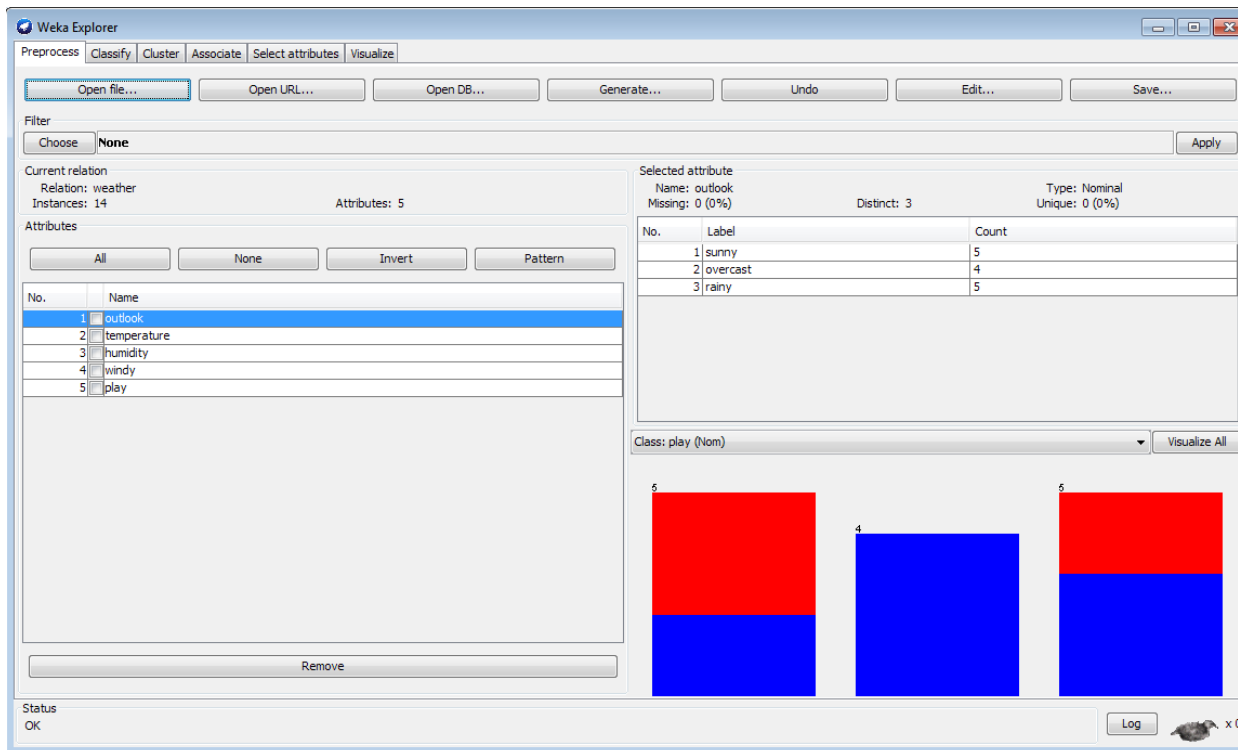 Weka Explorer
Preprocess Classify Cluster Associate Select attributes Visualize
Open file... Open URL... Open DB... Generate... Undo Edit... Save...
Filter
Choose None Apply
Current relation
Relation: weather
Instances: 14 Attributes: 5
Attributes
All None Invert Pattern
No. Name
1 outlook
2 temperature
3 humidity
4 windy
5 play
Remove
Selected attribute
Name: outlook Type: Nominal
Missing: 0 (0%) Distinct: 3 Unique: 0 (0%)
No. Label Count
1 sunny 5
2 overcast 4
3 rainy 5
Class: play (Nom) Visualize All
5 4 5
Status
OK
Log x 0